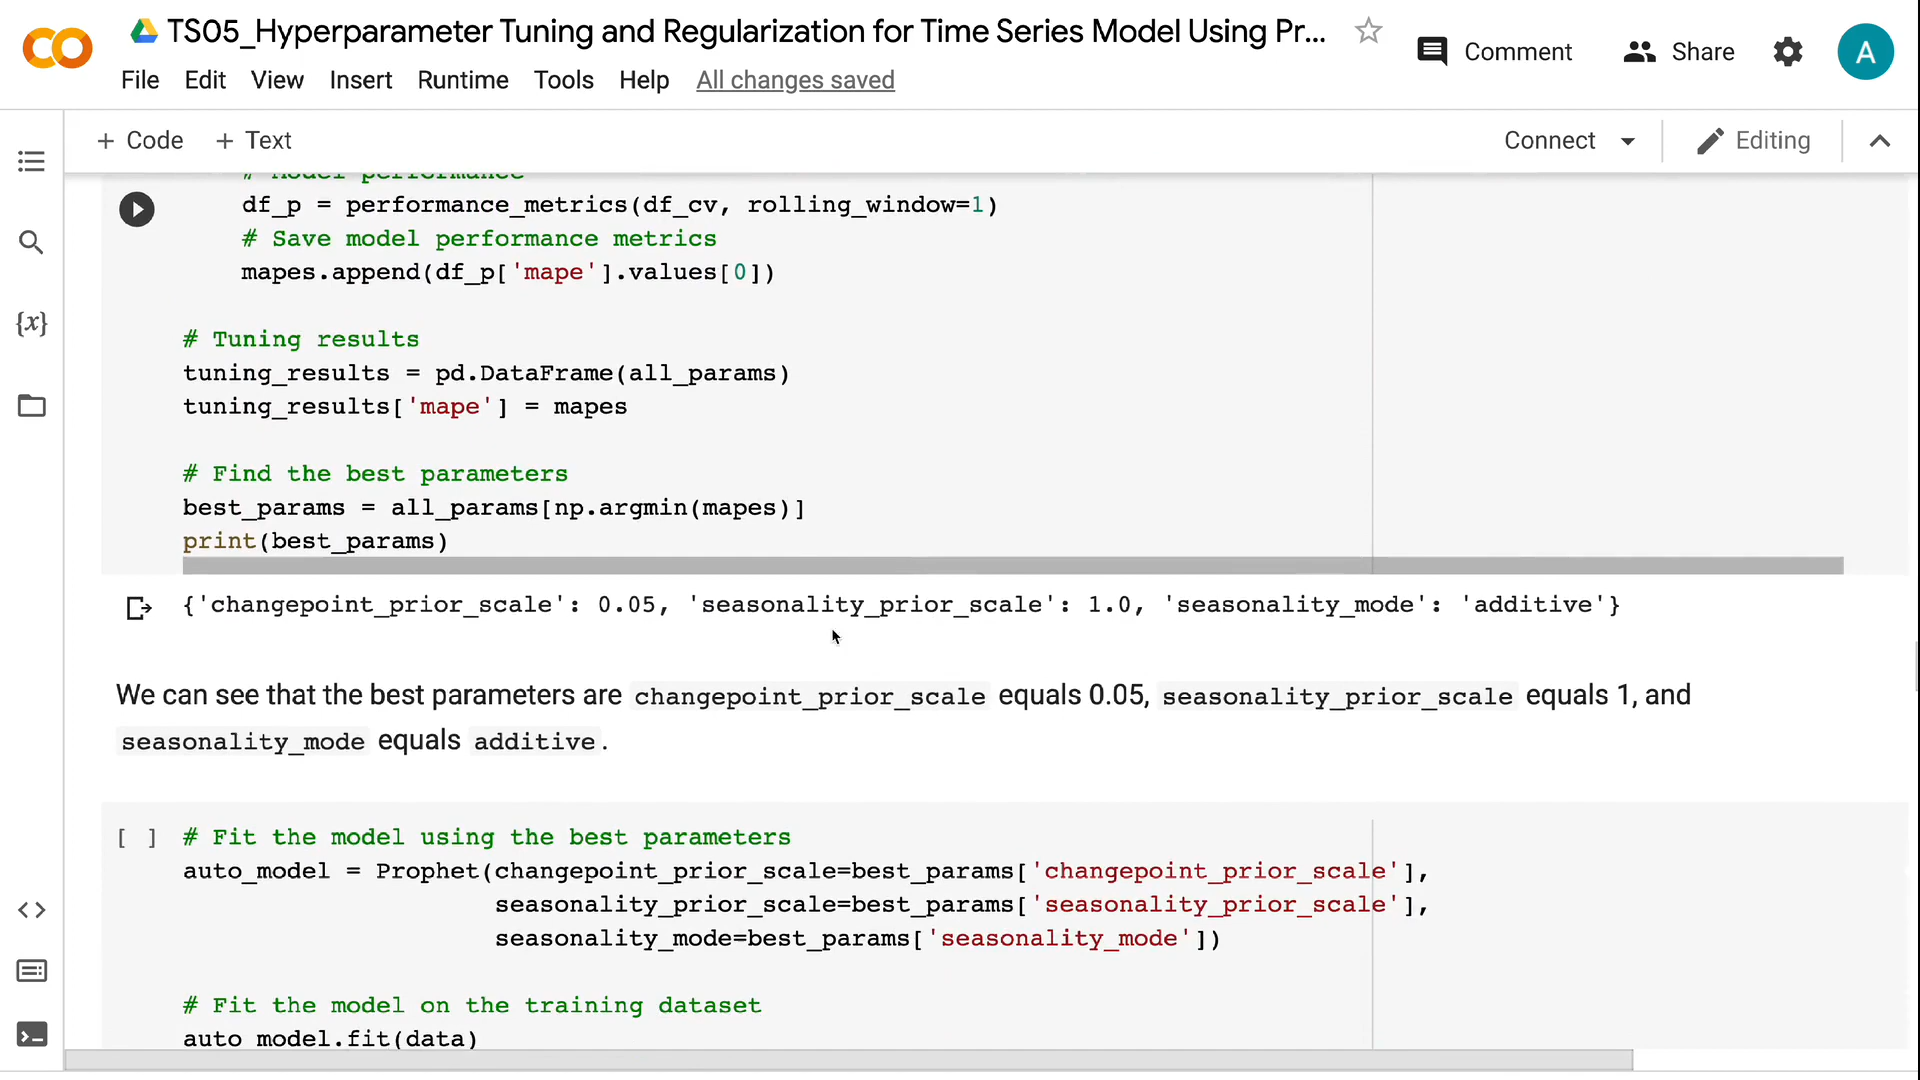 TS05_Hyperparameter Tuning and Regularization for Time Series Model Using Pr...
Comment
Share
A
File Edit View Insert Runtime Tools Help All changes saved
+ Code + Text
Connect
Editing
# Model performance
df_p = performance_metrics(df_cv, rolling_window=1)
# Save model performance metrics
mapes.append(df_p['mape'].values[0])
# Tuning results
tuning_results = pd.DataFrame(all_params)
tuning_results['mape'] = mapes
# Find the best parameters
best_params = all_params[np.argmin(mapes)]
print(best_params)
{'changepoint_prior_scale': 0.05, 'seasonality_prior_scale': 1.0, 'seasonality_mode': 'additive'}
We can see that the best parameters are changepoint_prior_scale equals 0.05, seasonality_prior_scale equals 1, and
seasonality_mode equals additive.
[ ] # Fit the model using the best parameters
auto_model = Prophet(changepoint_prior_scale=best_params['changepoint_prior_scale'],
seasonality_prior_scale=best_params['seasonality_prior_scale'],
seasonality_mode=best_params['seasonality_mode'])
# Fit the model on the training dataset
auto_model.fit(data)